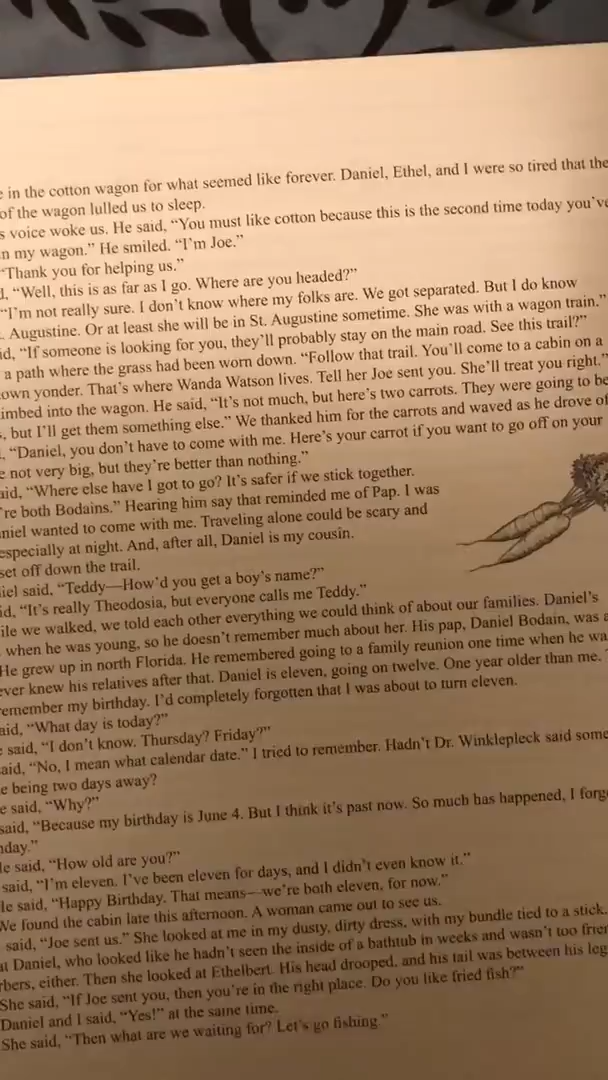 in the cotton wagon for what seemed like forever. Daniel, Ethel, and I were so tired that the
of the wagon lulled us to sleep.
s voice woke us. He said, “You must like cotton because this is the second time today you’ve
n my wagon.” He smiled. “I’m Joe.”
“Thank you for helping us.”
d, “Well, this is as far as I go. Where are you headed?”
“I’m not really sure. I don’t know where my folks are. We got separated. But I do know
. Augustine. Or at least she will be in St. Augustine sometime. She was with a wagon train.”
id, “If someone is looking for you, they’ll probably stay on the main road. See this trail?”
a path where the grass had been worn down. “Follow that trail. You’ll come to a cabin on a
own yonder. That’s where Wanda Watson lives. Tell her Joe sent you. She’ll treat you right.”
imbed into the wagon. He said, “It’s not much, but here’s two carrots. They were going to be
, but I’ll get them something else.” We thanked him for the carrots and waved as he drove of
, “Daniel, you don’t have to come with me. Here’s your carrot if you want to go off on your
e not very big, but they’re better than nothing.”
aid, “Where else have I got to go? It’s safer if we stick together.
’re both Bodains.” Hearing him say that reminded me of Pap. I was
niel wanted to come with me. Traveling alone could be scary and
especially at night. And, after all, Daniel is my cousin.
set off down the trail.
iel said, “Teddy—How’d you get a boy’s name?”
id, “It’s really Theodosia, but everyone calls me Teddy.”
ile we walked, we told each other everything we could think of about our families. Daniel’s
when he was young, so he doesn’t remember much about her. His pap, Daniel Bodain, was a
He grew up in north Florida. He remembered going to a family reunion one time when he wa
ever knew his relatives after that. Daniel is eleven, going on twelve. One year older than me.
emember my birthday. I’d completely forgotten that I was about to turn eleven.
aid, “What day is today?”
e said, “I don’t know. Thursday? Friday?”
aid, “No, I mean what calendar date.” I tried to remember. Hadn’t Dr. Winklepleck said some
e being two days away?
e said, “Why?”
said, “Because my birthday is June 4. But I think it’s past now. So much has happened, I forg
hday.”
He said, “How old are you?”
said, “I’m eleven. I’ve been eleven for days, and I didn’t even know it.”
He said, “Happy Birthday. That means—we’re both eleven, for now.”
We found the cabin late this afternoon. A woman came out to see us.
said, “Joe sent us.” She looked at me in my dusty, dirty dress, with my bundle tied to a stick.
at Daniel, who looked like he hadn’t seen the inside of a bathtub in weeks and wasn’t too frien
rbers, either. Then she looked at Ethelbert. His head drooped, and his tail was between his leg
She said, “If Joe sent you, then you’re in the right place. Do you like fried fish?”
Daniel and I said, “Yes!” at the same time.
She said, “Then what are we waiting for? Let’s go fishing.”